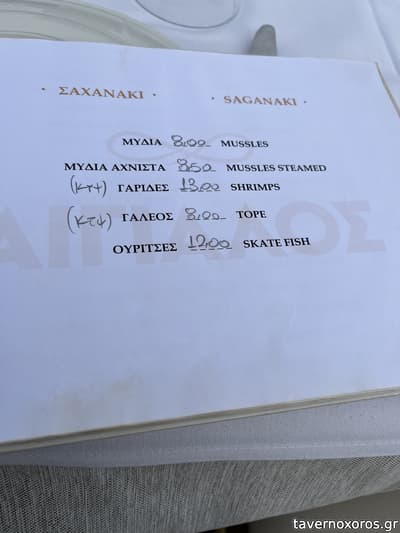 · ΣΑΧΑΝΑΚΙ · · SAGANAKI ·
ΜΥΔΙΑ 8,00 MUSSLES
ΜΥΔΙΑ ΑΧΝΙΣΤΑ 8,50 MUSSLES STEAMED
(κτψ) ΓΑΡΙΔΕΣ 13,00 SHRIMPS
(κτψ) ΓΑΛΕΟΣ 8,00 TOPE
ΟΥΡΙΤΣΕΣ 12,00 SKATE FISH
ΑΙΓΙΑΛΟΣ
tavernoxoros.gr